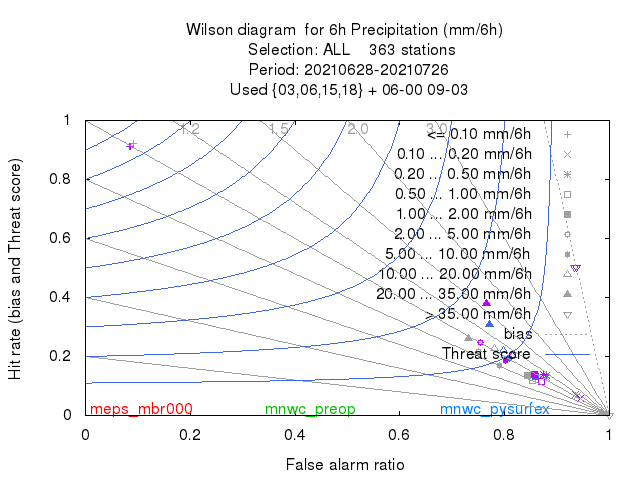 Wilson diagram  for 6h Precipitation (mm/6h)
Selection: ALL    363 stations
Period: 20210628-20210726
Used {03,06,15,18} + 06-00 09-03
1.2 1.5 2.0 3.0
<= 0.10 mm/6h
0.10 ... 0.20 mm/6h
0.20 ... 0.50 mm/6h
0.50 ... 1.00 mm/6h
1.00 ... 2.00 mm/6h
2.00 ... 5.00 mm/6h
5.00 ... 10.00 mm/6h
10.00 ... 20.00 mm/6h
20.00 ... 35.00 mm/6h
> 35.00 mm/6h
bias
Threat score
1
0.8
0.6
0.4
0.2
0
Hit rate (bias and Threat score)
meps_mbr000 mnwc_preop mnwc_pysurfex
0 0.2 0.4 0.6 0.8 1
False alarm ratio